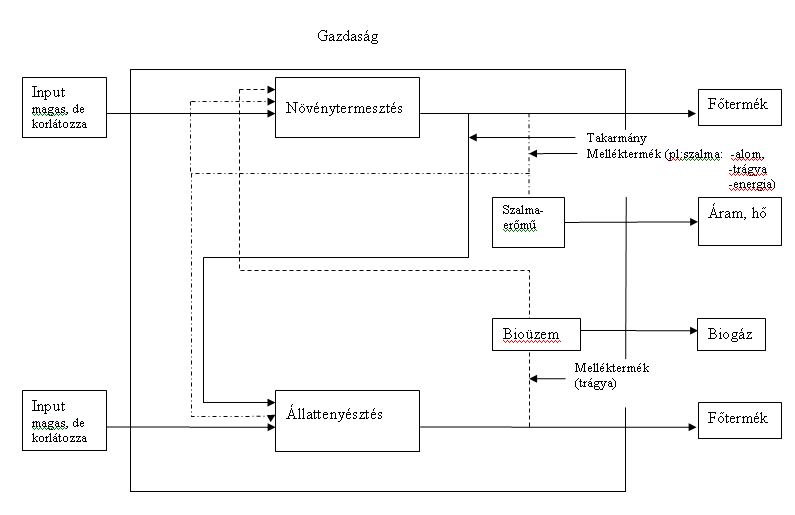 Gazdaság
Input
magas, de
korlátozza
Növénytermesztés
Főtermék
Takarmány
Melléktermék (pl:szalma: -alom,
-trágya
-energia)
Szalma-
erőmű
Áram, hő
Bioüzem
Biogáz
Melléktermék
(trágya)
Input
magas, de
korlátozza
Állattenyésztés
Főtermék